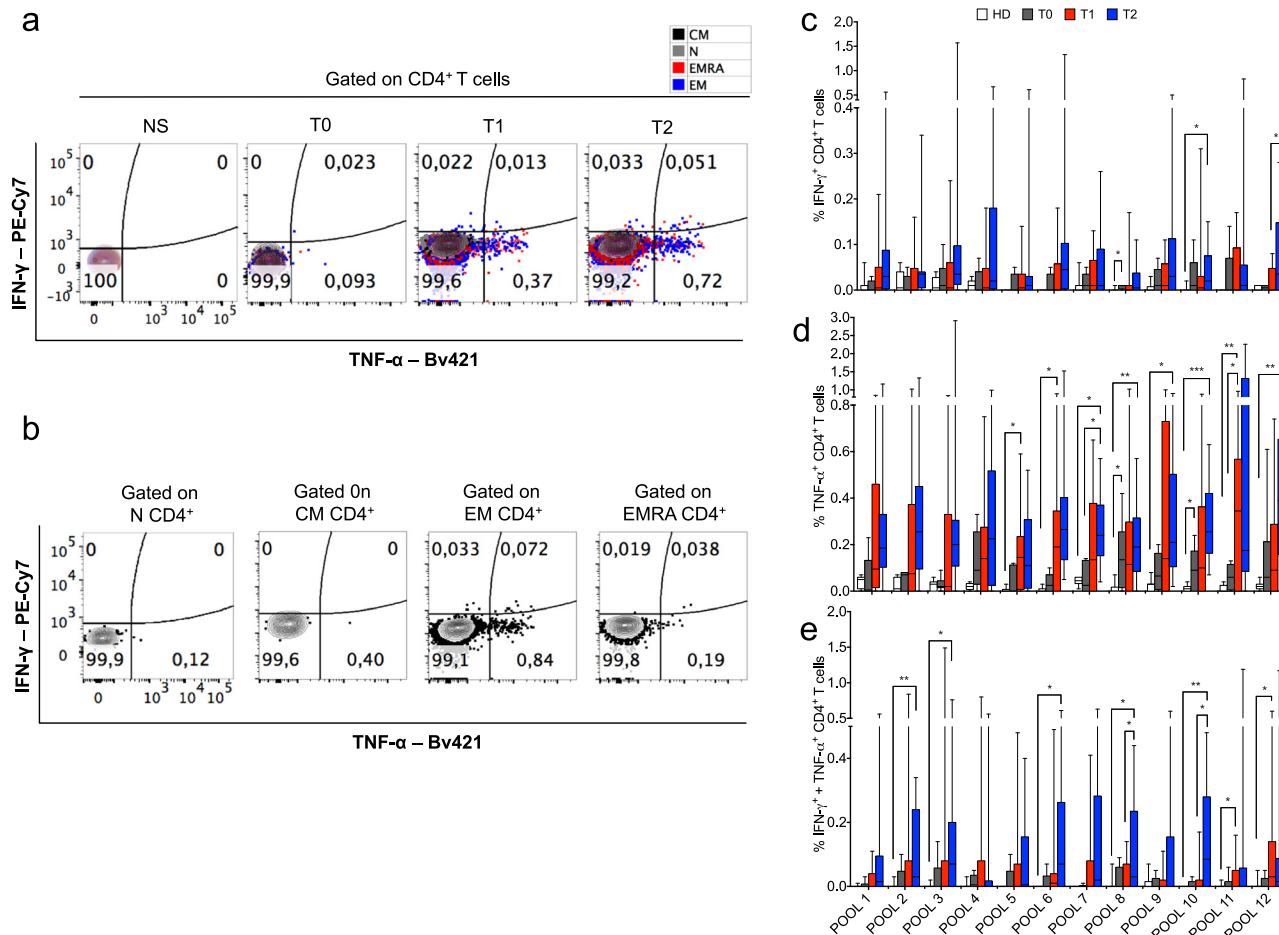 a
CM
N
EMRA
EM
Gated on CD4⁺ T cells
NS T0 T1 T2
IFN-γ – PE-Cy7
10⁵
10⁴
10³
0
-10³
0 0
100 0
0 0,023
99,9 0,093
0,022 0,013
99,6 0,37
0,033 0,051
99,2 0,72
0 10³ 10⁴ 10⁵
TNF-α – Bv421
b
Gated on N CD4⁺
Gated 0n CM CD4⁺
Gated on EM CD4⁺
Gated on EMRA CD4⁺
IFN-γ – PE-Cy7
10⁵
10⁴
10³
0
0 0
99,9 0,12
0 0
99,6 0,40
0,033 0,072
99,1 0,84
0,019 0,038
99,8 0,19
0 10³ 10⁴ 10⁵
TNF-α – Bv421
c
HD T0 T1 T2
% IFN-γ⁺ CD4⁺ T cells
2.0
1.5
1.0
0.5
0.4
0.3
0.2
0.1
0.0
* * *
d
% TNF-α⁺ CD4⁺ T cells
3.0
2.5
2.0
1.5
1.0
0.8
0.6
0.4
0.2
0.0
* * * * * ** * *** * ** * **
e
% IFN-γ⁺ + TNF-α⁺ CD4⁺ T cells
2.0
1.5
1.0
0.5
0.4
0.2
0.0
** * * * * ** * * *
POOL 1
POOL 2
POOL 3
POOL 4
POOL 5
POOL 6
POOL 7
POOL 8
POOL 9
POOL 10
POOL 11
POOL 12